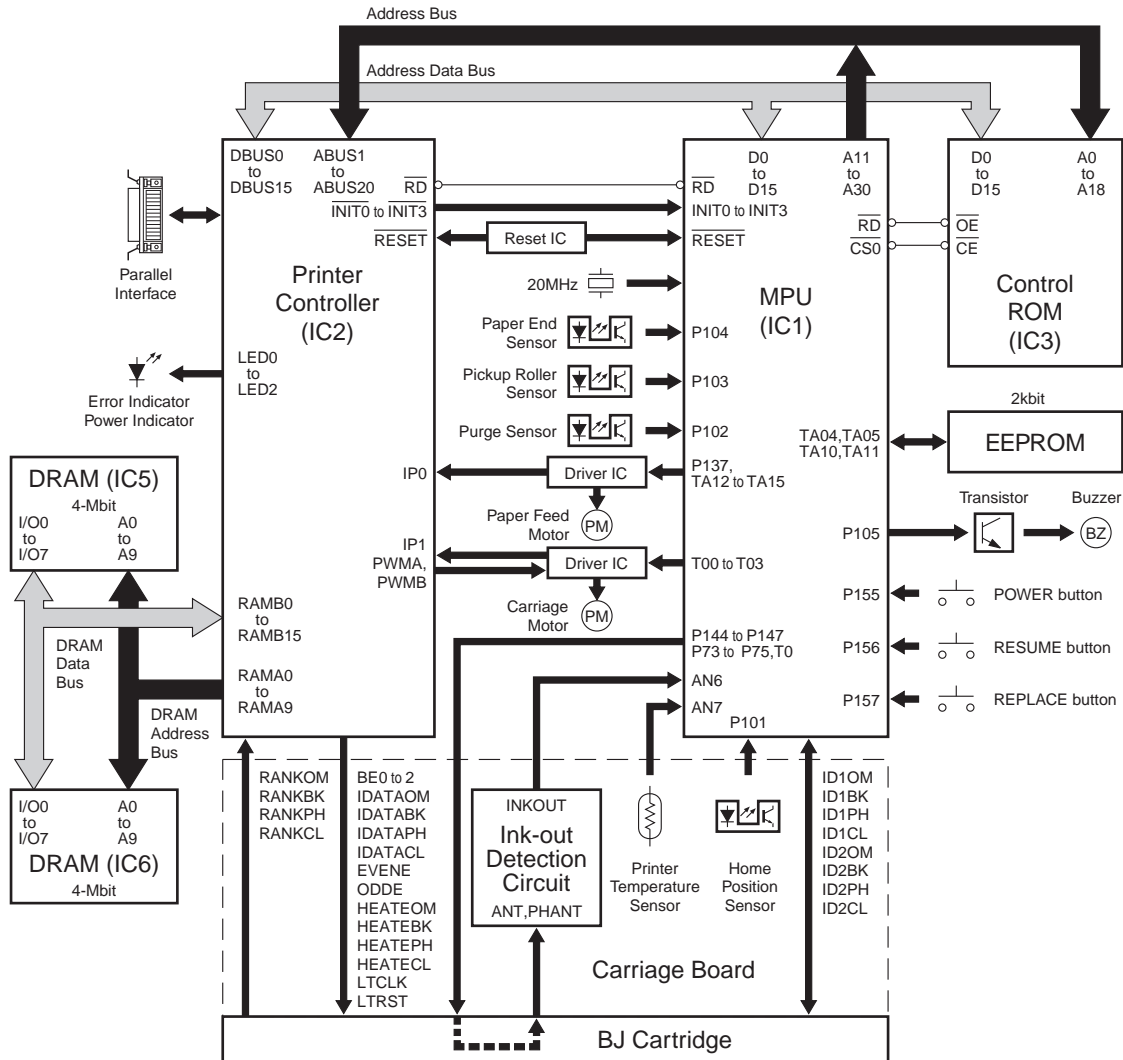 Address Bus
Address Data Bus
DBUS0
to
DBUS15
ABUS1
to
ABUS20
RD
INIT0 to INIT3
RESET
Printer
Controller
(IC2)
LED0
to
LED2
IP0
IP1
PWMA,
PWMB
RAMB0
to
RAMB15
RAMA0
to
RAMA9
Parallel
Interface
Error Indicator
Power Indicator
DRAM (IC5)
4-Mbit
I/O0
to
I/O7
A0
to
A9
DRAM
Data
Bus
DRAM
Address
Bus
I/O0
to
I/O7
A0
to
A9
DRAM (IC6)
4-Mbit
Reset IC
20MHz
Paper End
Sensor
Pickup Roller
Sensor
Purge Sensor
Driver IC
Paper Feed
Motor
PM
Driver IC
Carriage
Motor
PM
D0
to
D15
A11
to
A30
RD
INIT0 to INIT3
RESET
RD
CS0
MPU
(IC1)
P104
P103
P102
P137,
TA12 to TA15
T00 to T03
P144 to P147
P73 to P75,T0
AN6
AN7
P101
TA04,TA05
TA10,TA11
P105
P155
P156
P157
D0
to
D15
A0
to
A18
OE
CE
Control
ROM
(IC3)
2kbit
EEPROM
Transistor
Buzzer
BZ
POWER button
RESUME button
REPLACE button
RANKOM
RANKBK
RANKPH
RANKCL
BE0 to 2
IDATAOM
IDATABK
IDATAPH
IDATACL
EVENE
ODDE
HEATEOM
HEATEBK
HEATEPH
HEATECL
LTCLK
LTRST
INKOUT
Ink-out
Detection
Circuit
ANT,PHANT
Printer
Temperature
Sensor
Home
Position
Sensor
ID1OM
ID1BK
ID1PH
ID1CL
ID2OM
ID2BK
ID2PH
ID2CL
Carriage Board
BJ Cartridge